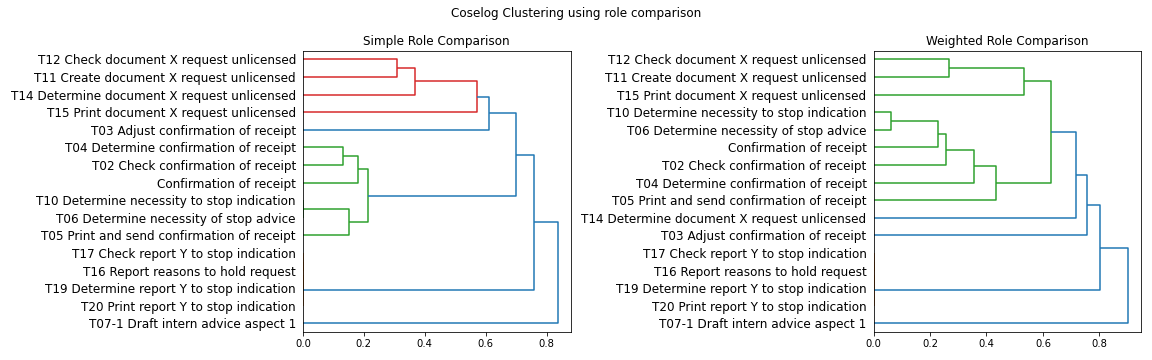 Coselog Clustering using role comparison
Simple Role Comparison
T12 Check document X request unlicensed
T11 Create document X request unlicensed
T14 Determine document X request unlicensed
T15 Print document X request unlicensed
T03 Adjust confirmation of receipt
T04 Determine confirmation of receipt
T02 Check confirmation of receipt
Confirmation of receipt
T10 Determine necessity to stop indication
T06 Determine necessity of stop advice
T05 Print and send confirmation of receipt
T17 Check report Y to stop indication
T16 Report reasons to hold request
T19 Determine report Y to stop indication
T20 Print report Y to stop indication
T07-1 Draft intern advice aspect 1
0.0 0.2 0.4 0.6 0.8
Weighted Role Comparison
T12 Check document X request unlicensed
T11 Create document X request unlicensed
T15 Print document X request unlicensed
T10 Determine necessity to stop indication
T06 Determine necessity of stop advice
Confirmation of receipt
T02 Check confirmation of receipt
T04 Determine confirmation of receipt
T05 Print and send confirmation of receipt
T14 Determine document X request unlicensed
T03 Adjust confirmation of receipt
T17 Check report Y to stop indication
T16 Report reasons to hold request
T19 Determine report Y to stop indication
T20 Print report Y to stop indication
T07-1 Draft intern advice aspect 1
0.0 0.2 0.4 0.6 0.8